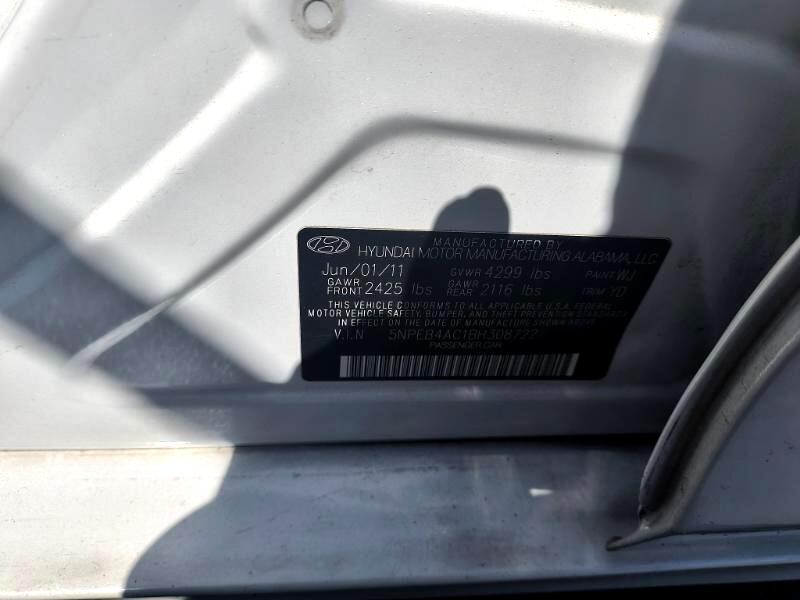 MANUFACTURED BY
HYUNDAI MOTOR MANUFACTURING ALABAMA, LLC
Jun/01/11 GVWR 4299 lbs PAINT WJ
GAWR FRONT 2425 lbs GAWR REAR 2116 lbs TRIM YD
THIS VEHICLE CONFORMS TO ALL APPLICABLE U.S.A. FEDERAL
MOTOR VEHICLE SAFETY, BUMPER, AND THEFT PREVENTION STANDARDS
IN EFFECT ON THE DATE OF MANUFACTURE SHOWN ABOVE
V.I.N 5NPEB4AC1BH308722
PASSENGER CAR